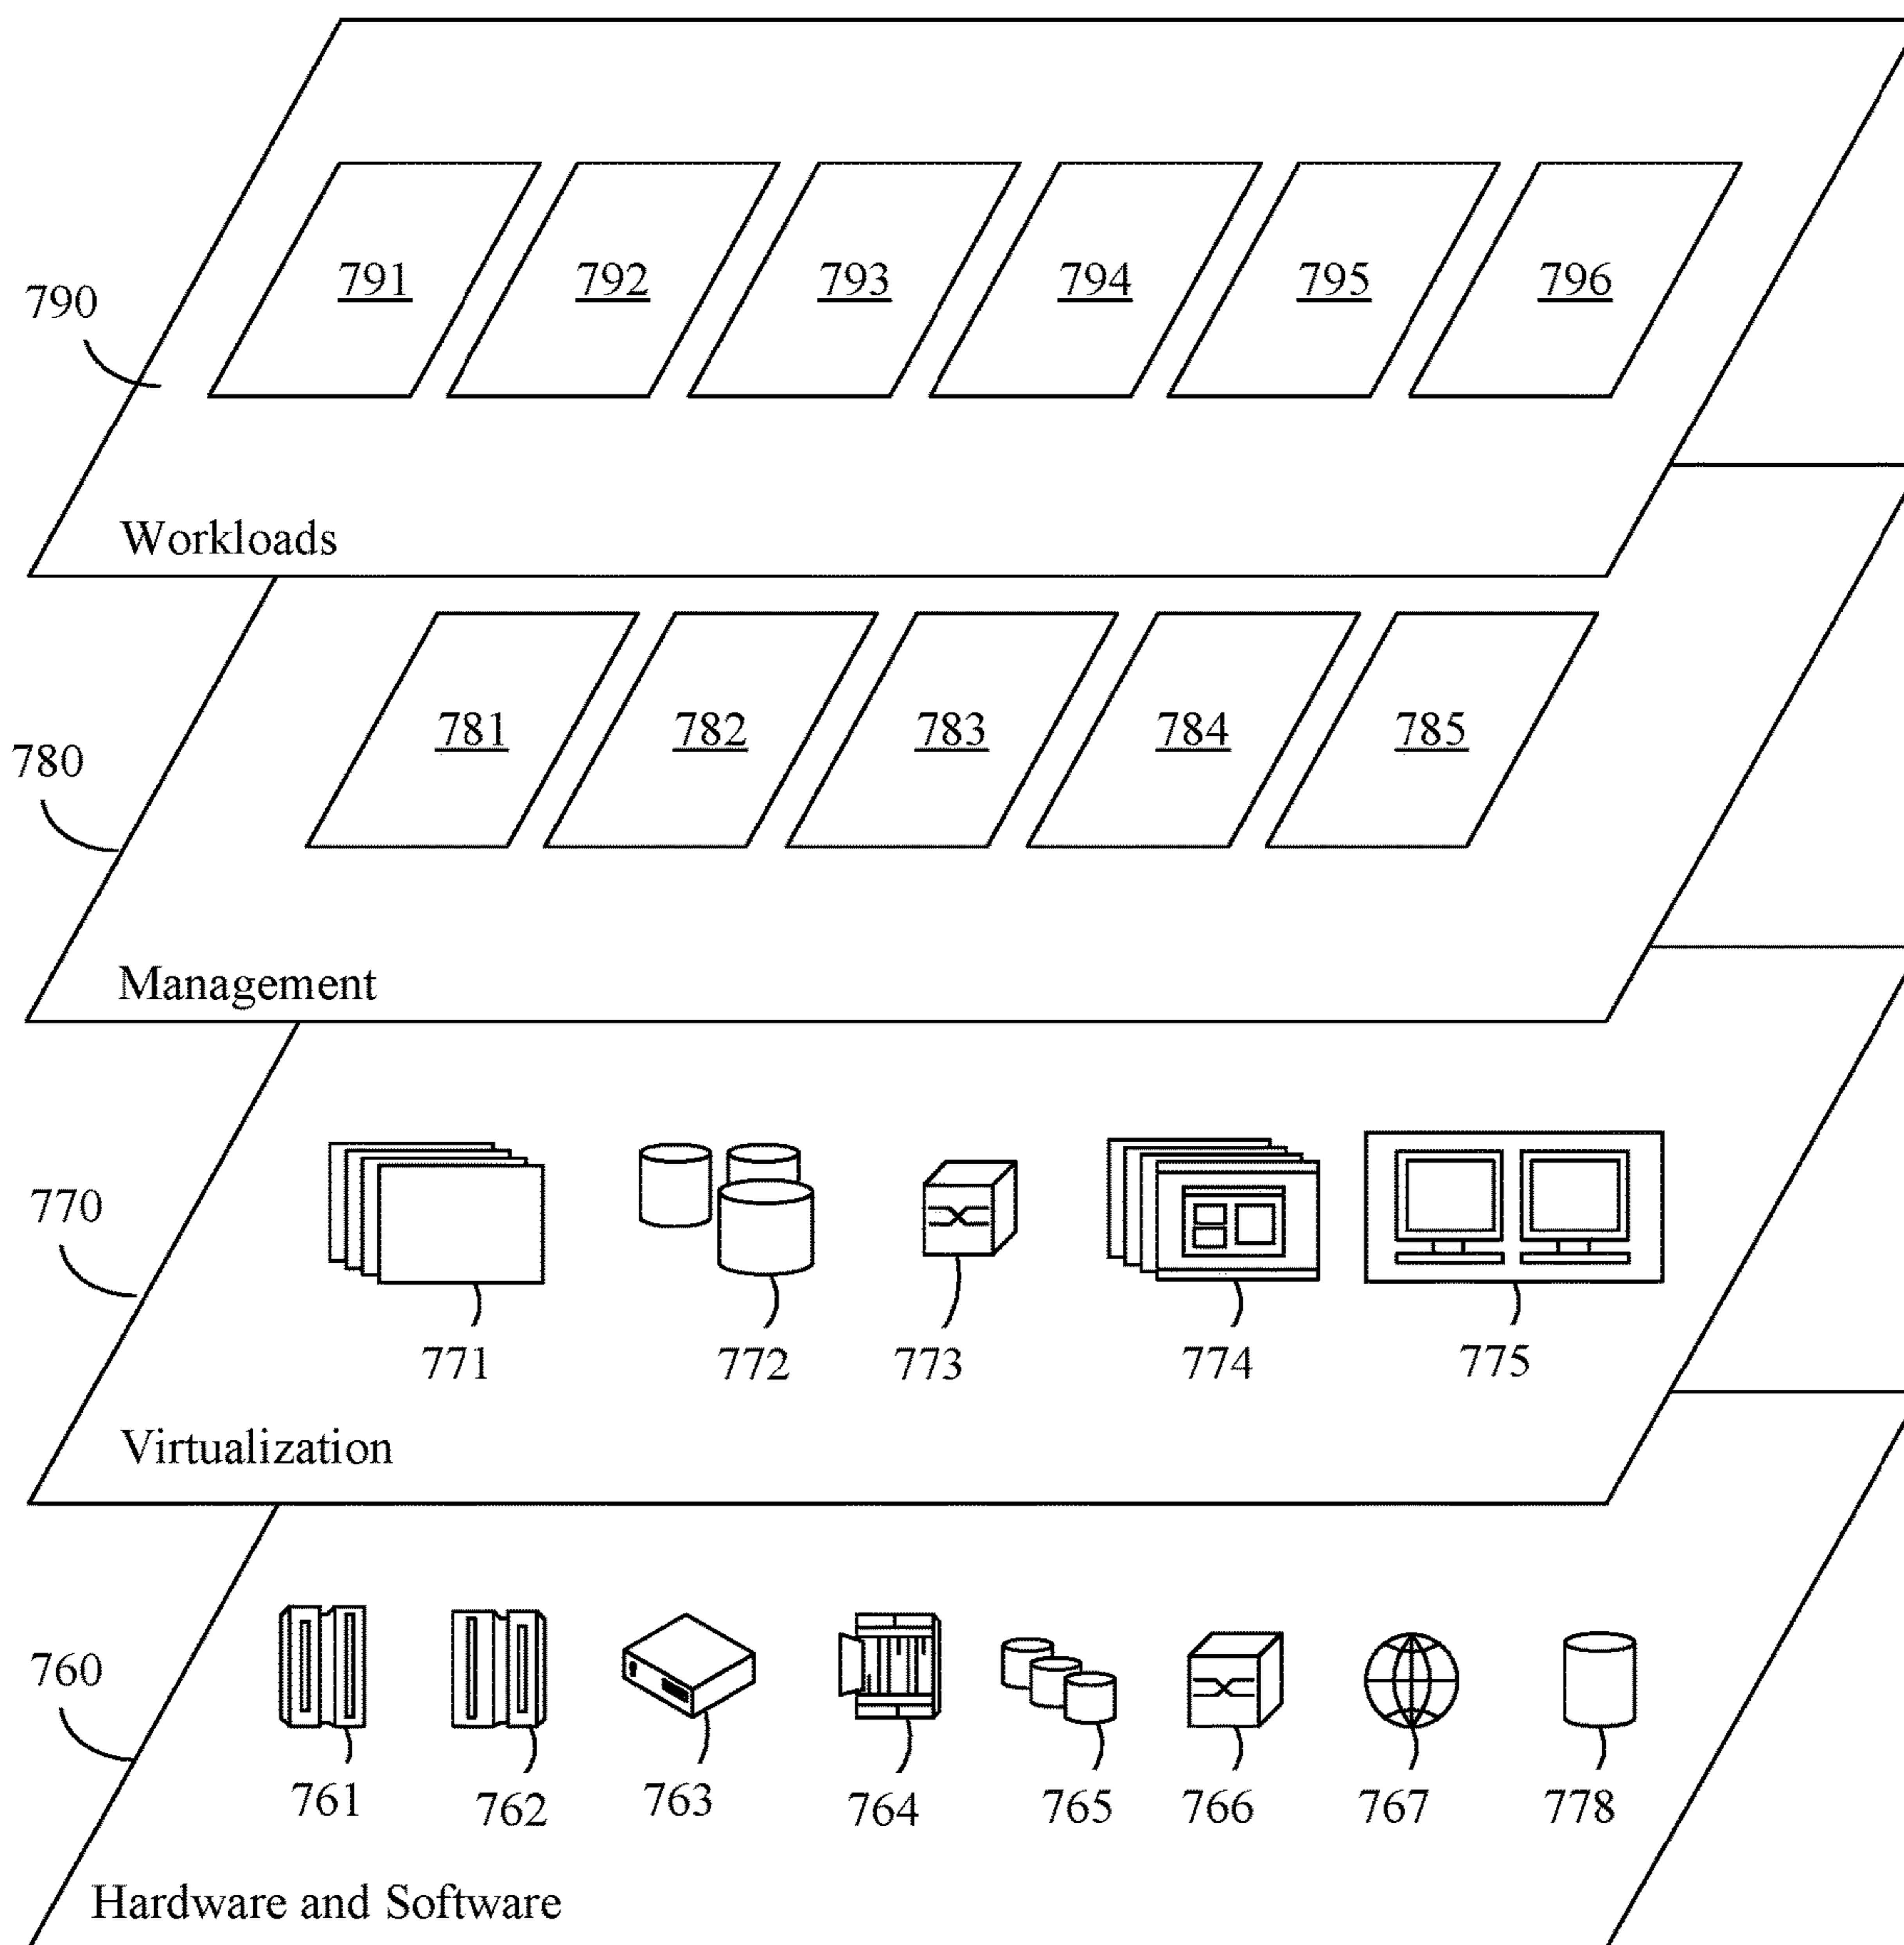 791 792 793 794 795 796
790
Workloads
781 782 783 784 785
780
Management
770
771 772 773 774 775
Virtualization
760
761 762 763 764 765 766 767 778
Hardware and Software